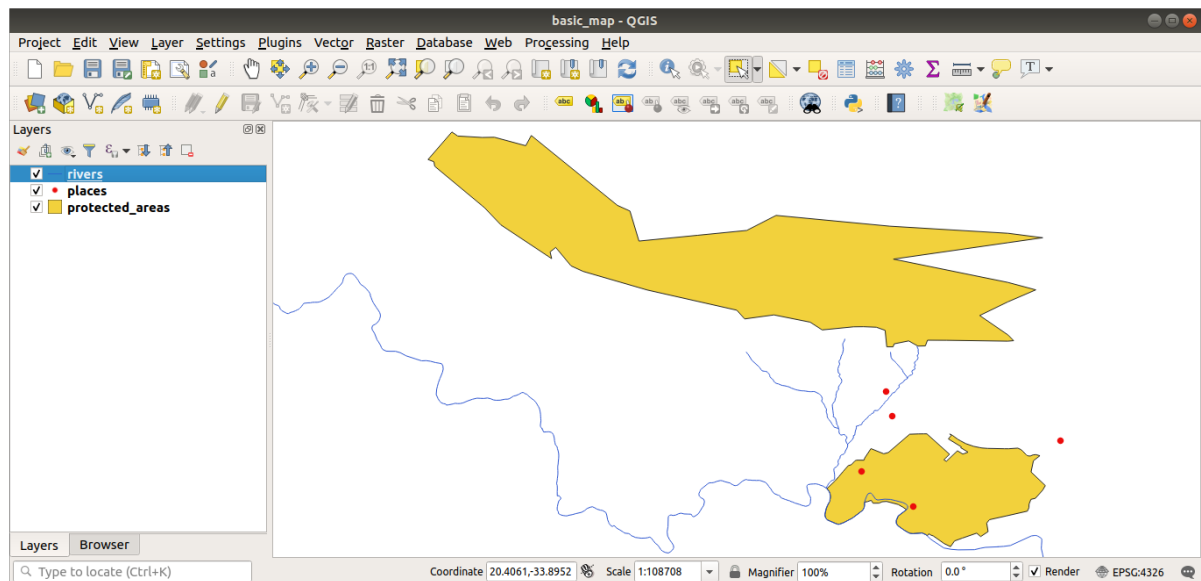 basic_map - QGIS
Project Edit View Layer Settings Plugins Vector Raster Database Web Processing Help
Layers
rivers
places
protected_areas
Layers Browser
Type to locate (Ctrl+K) Coordinate 20.4061,-33.8952 Scale 1:108708 Magnifier 100% Rotation 0.0 ° Render EPSG:4326